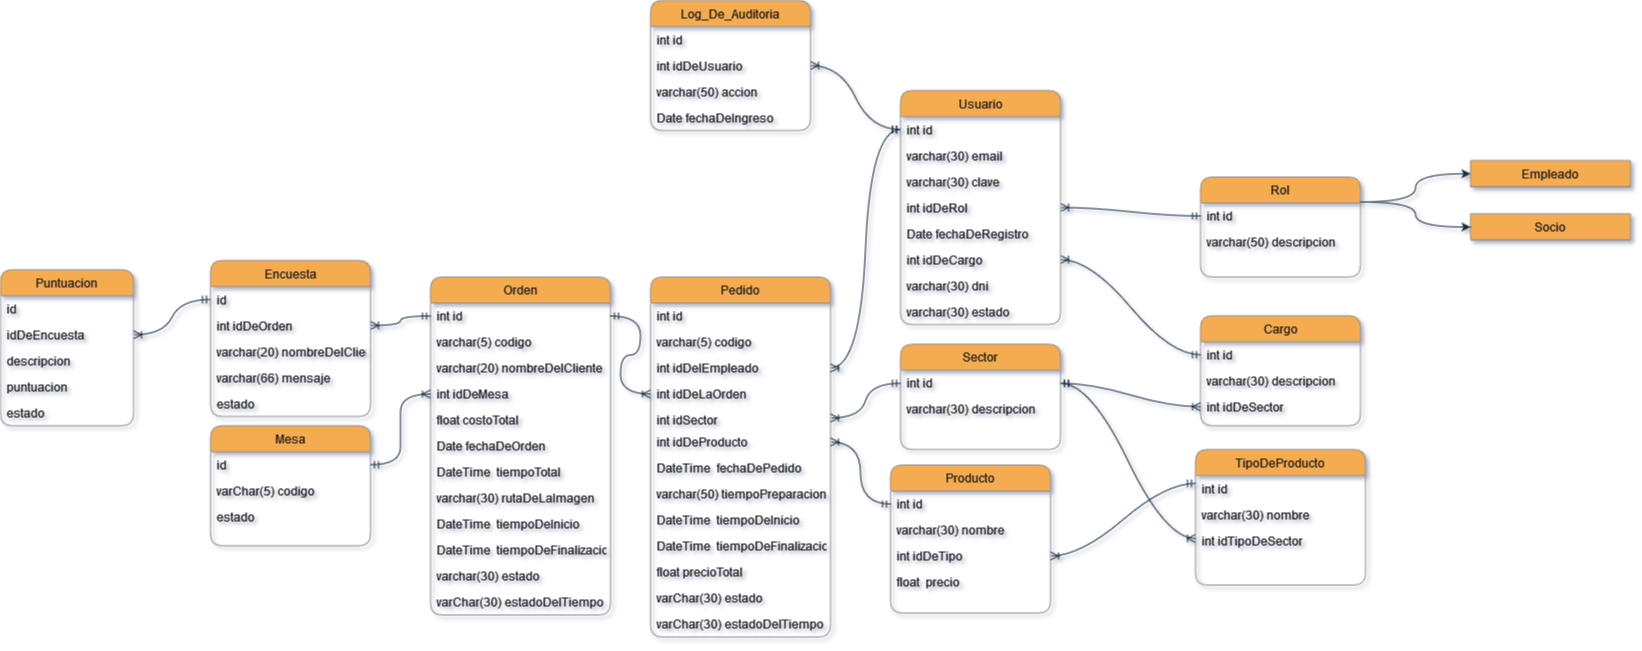 Log_De_Auditoria
int id
int idDeUsuario
varchar(50) accion
Date fechaDeIngreso
Usuario
int id
varchar(30) email
varchar(30) clave
int idDeRol
Date fechaDeRegistro
int idDeCargo
varchar(30) dni
varchar(30) estado
Rol
int id
varchar(50) descripcion
Empleado
Socio
Puntuacion
id
idDeEncuesta
descripcion
puntuacion
estado
Encuesta
id
int idDeOrden
varchar(20) nombreDelClie
varchar(66) mensaje
estado
Mesa
id
varChar(5) codigo
estado
Orden
int id
varchar(5) codigo
varchar(20) nombreDelCliente
int idDeMesa
float costoTotal
Date fechaDeOrden
DateTime tiempoTotal
varchar(30) rutaDeLaImagen
DateTime tiempoDeInicio
DateTime tiempoDeFinalizacic
varchar(30) estado
varChar(30) estadoDelTiempo
Pedido
int id
varchar(5) codigo
int idDelEmpleado
int idDeLaOrden
int idSector
int idDeProducto
DateTime fechaDePedido
varchar(50) tiempoPreparacion
DateTime tiempoDeInicio
DateTime tiempoDeFinalizacic
float precioTotal
varChar(30) estado
varChar(30) estadoDelTiempo
Sector
int id
varchar(30) descripcion
Cargo
int id
varchar(30) descripcion
int idDeSector
Producto
int id
varchar(30) nombre
int idDeTipo
float precio
TipoDeProducto
int id
varchar(30) nombre
int idTipoDeSector